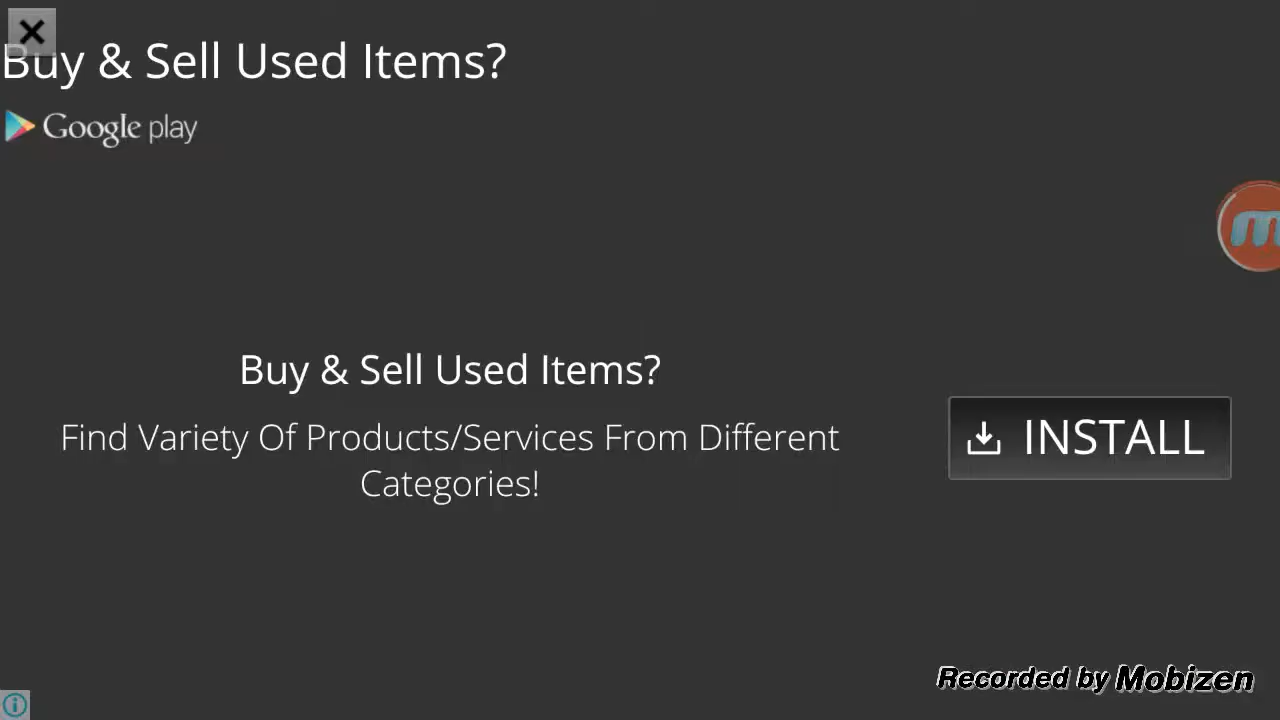 Buy & Sell Used Items?
Google play
m
Buy & Sell Used Items?
Find Variety Of Products/Services From Different
Categories!
INSTALL
Recorded by Mobizen